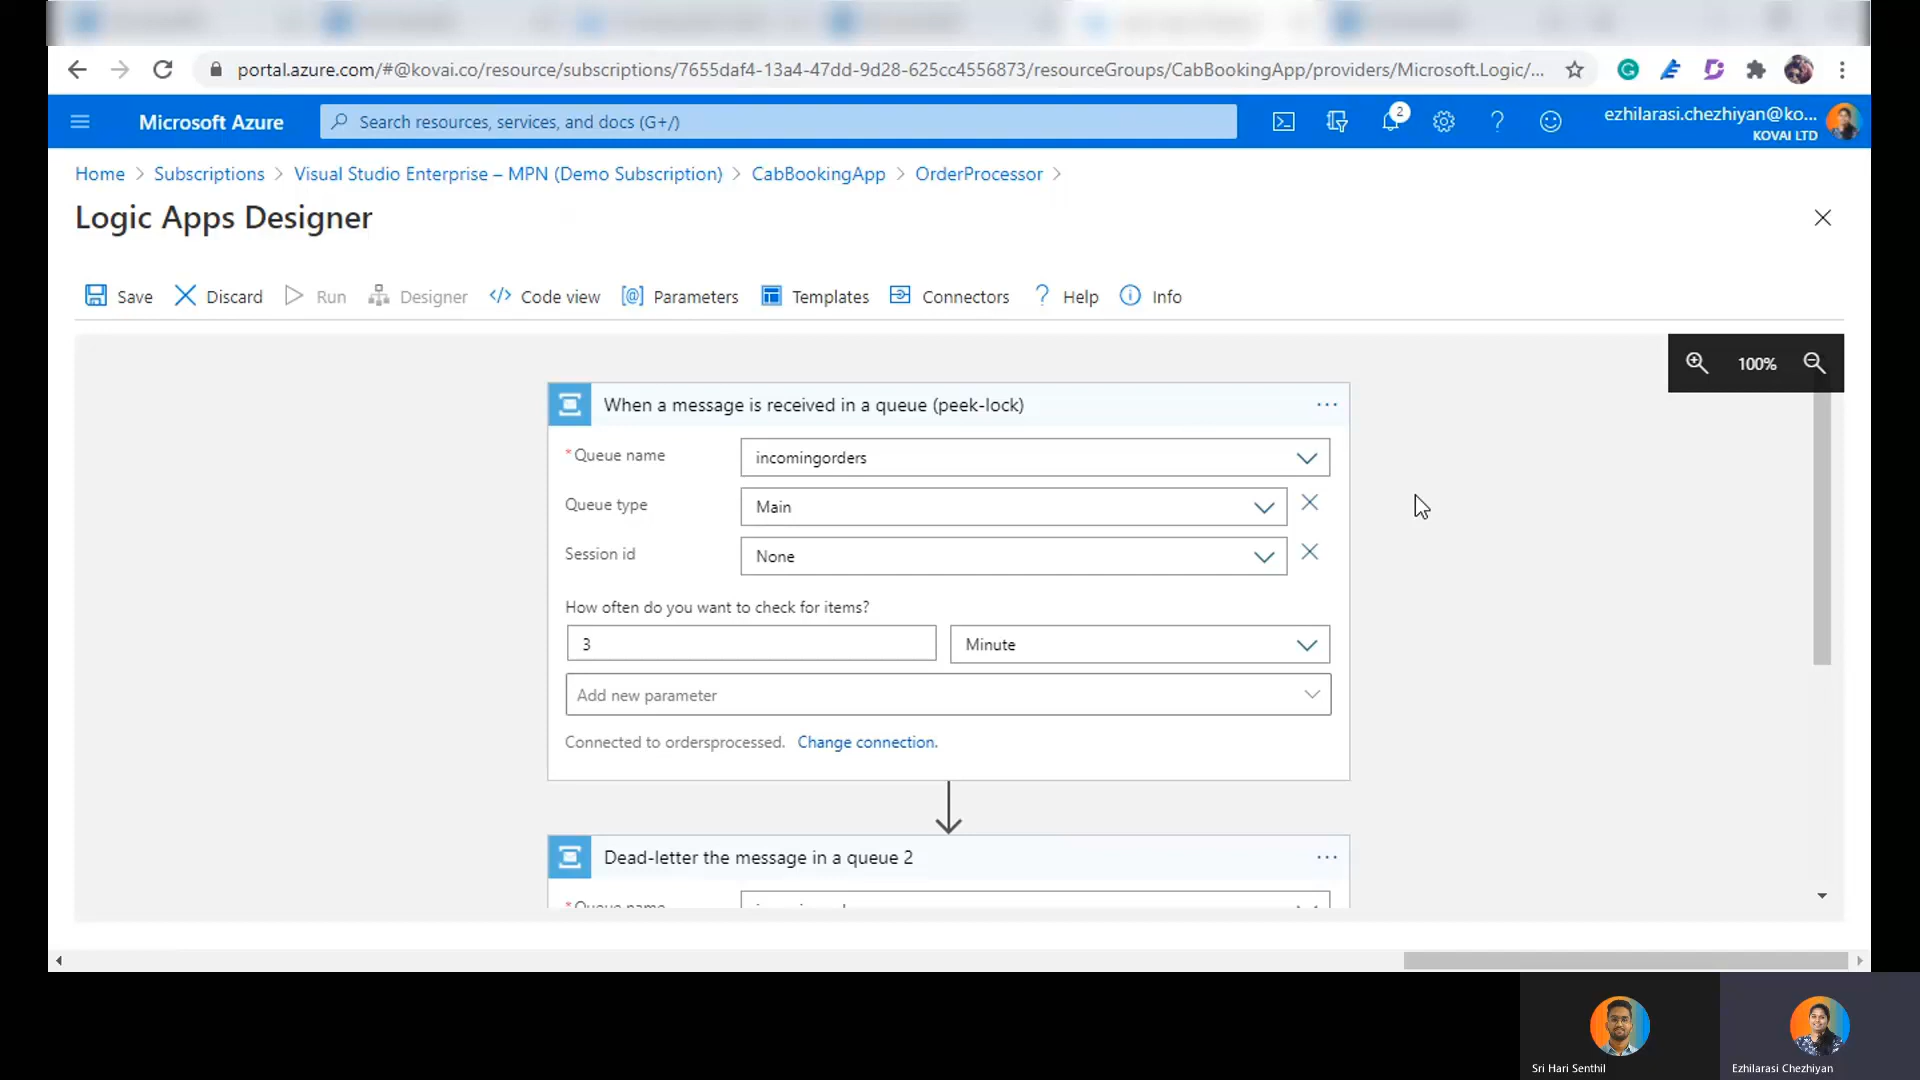 portal.azure.com/#@kovai.co/resource/subscriptions/7655daf4-13a4-47dd-9d28-625cc4556873/resourceGroups/CabBookingApp/providers/Microsoft.Logic/...
Microsoft Azure
Search resources, services, and docs (G+/)
2
ezhilarasi.chezhiyan@ko...
KOVAI LTD
Home > Subscriptions > Visual Studio Enterprise – MPN (Demo Subscription) > CabBookingApp > OrderProcessor >
Logic Apps Designer
Save Discard Run Designer Code view Parameters Templates Connectors Help Info
100%
When a message is received in a queue (peek-lock)
* Queue name incomingorders
Queue type Main
Session id None
How often do you want to check for items?
3 Minute
Add new parameter
Connected to ordersprocessed. Change connection.
Dead-letter the message in a queue 2
* Queue name
Sri Hari Senthil
Ezhilarasi Chezhiyan